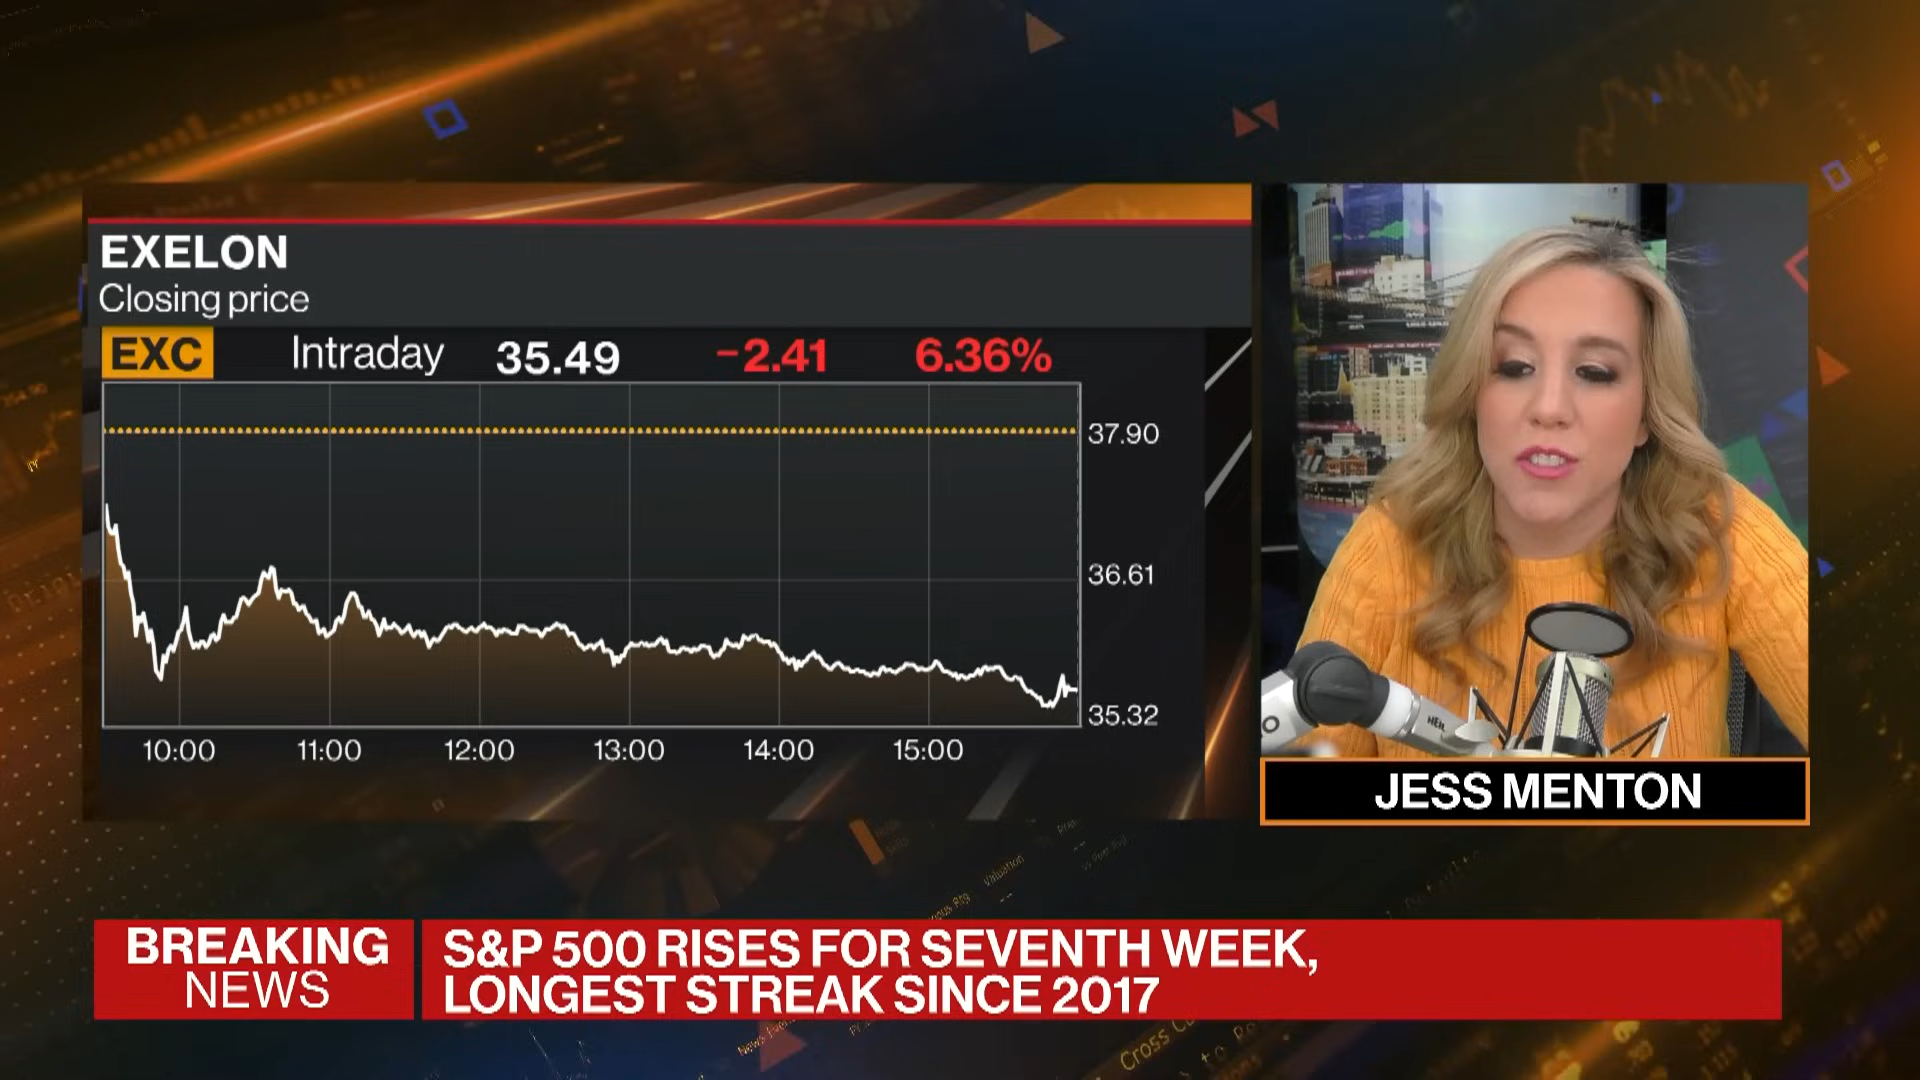 EXELON
Closing price
EXC Intraday 35.49 -2.41 6.36%
37.90
36.61
35.32
10:00 11:00 12:00 13:00 14:00 15:00
JESS MENTON
BREAKING
NEWS
S&P 500 RISES FOR SEVENTH WEEK,
LONGEST STREAK SINCE 2017
Valuation
Cross